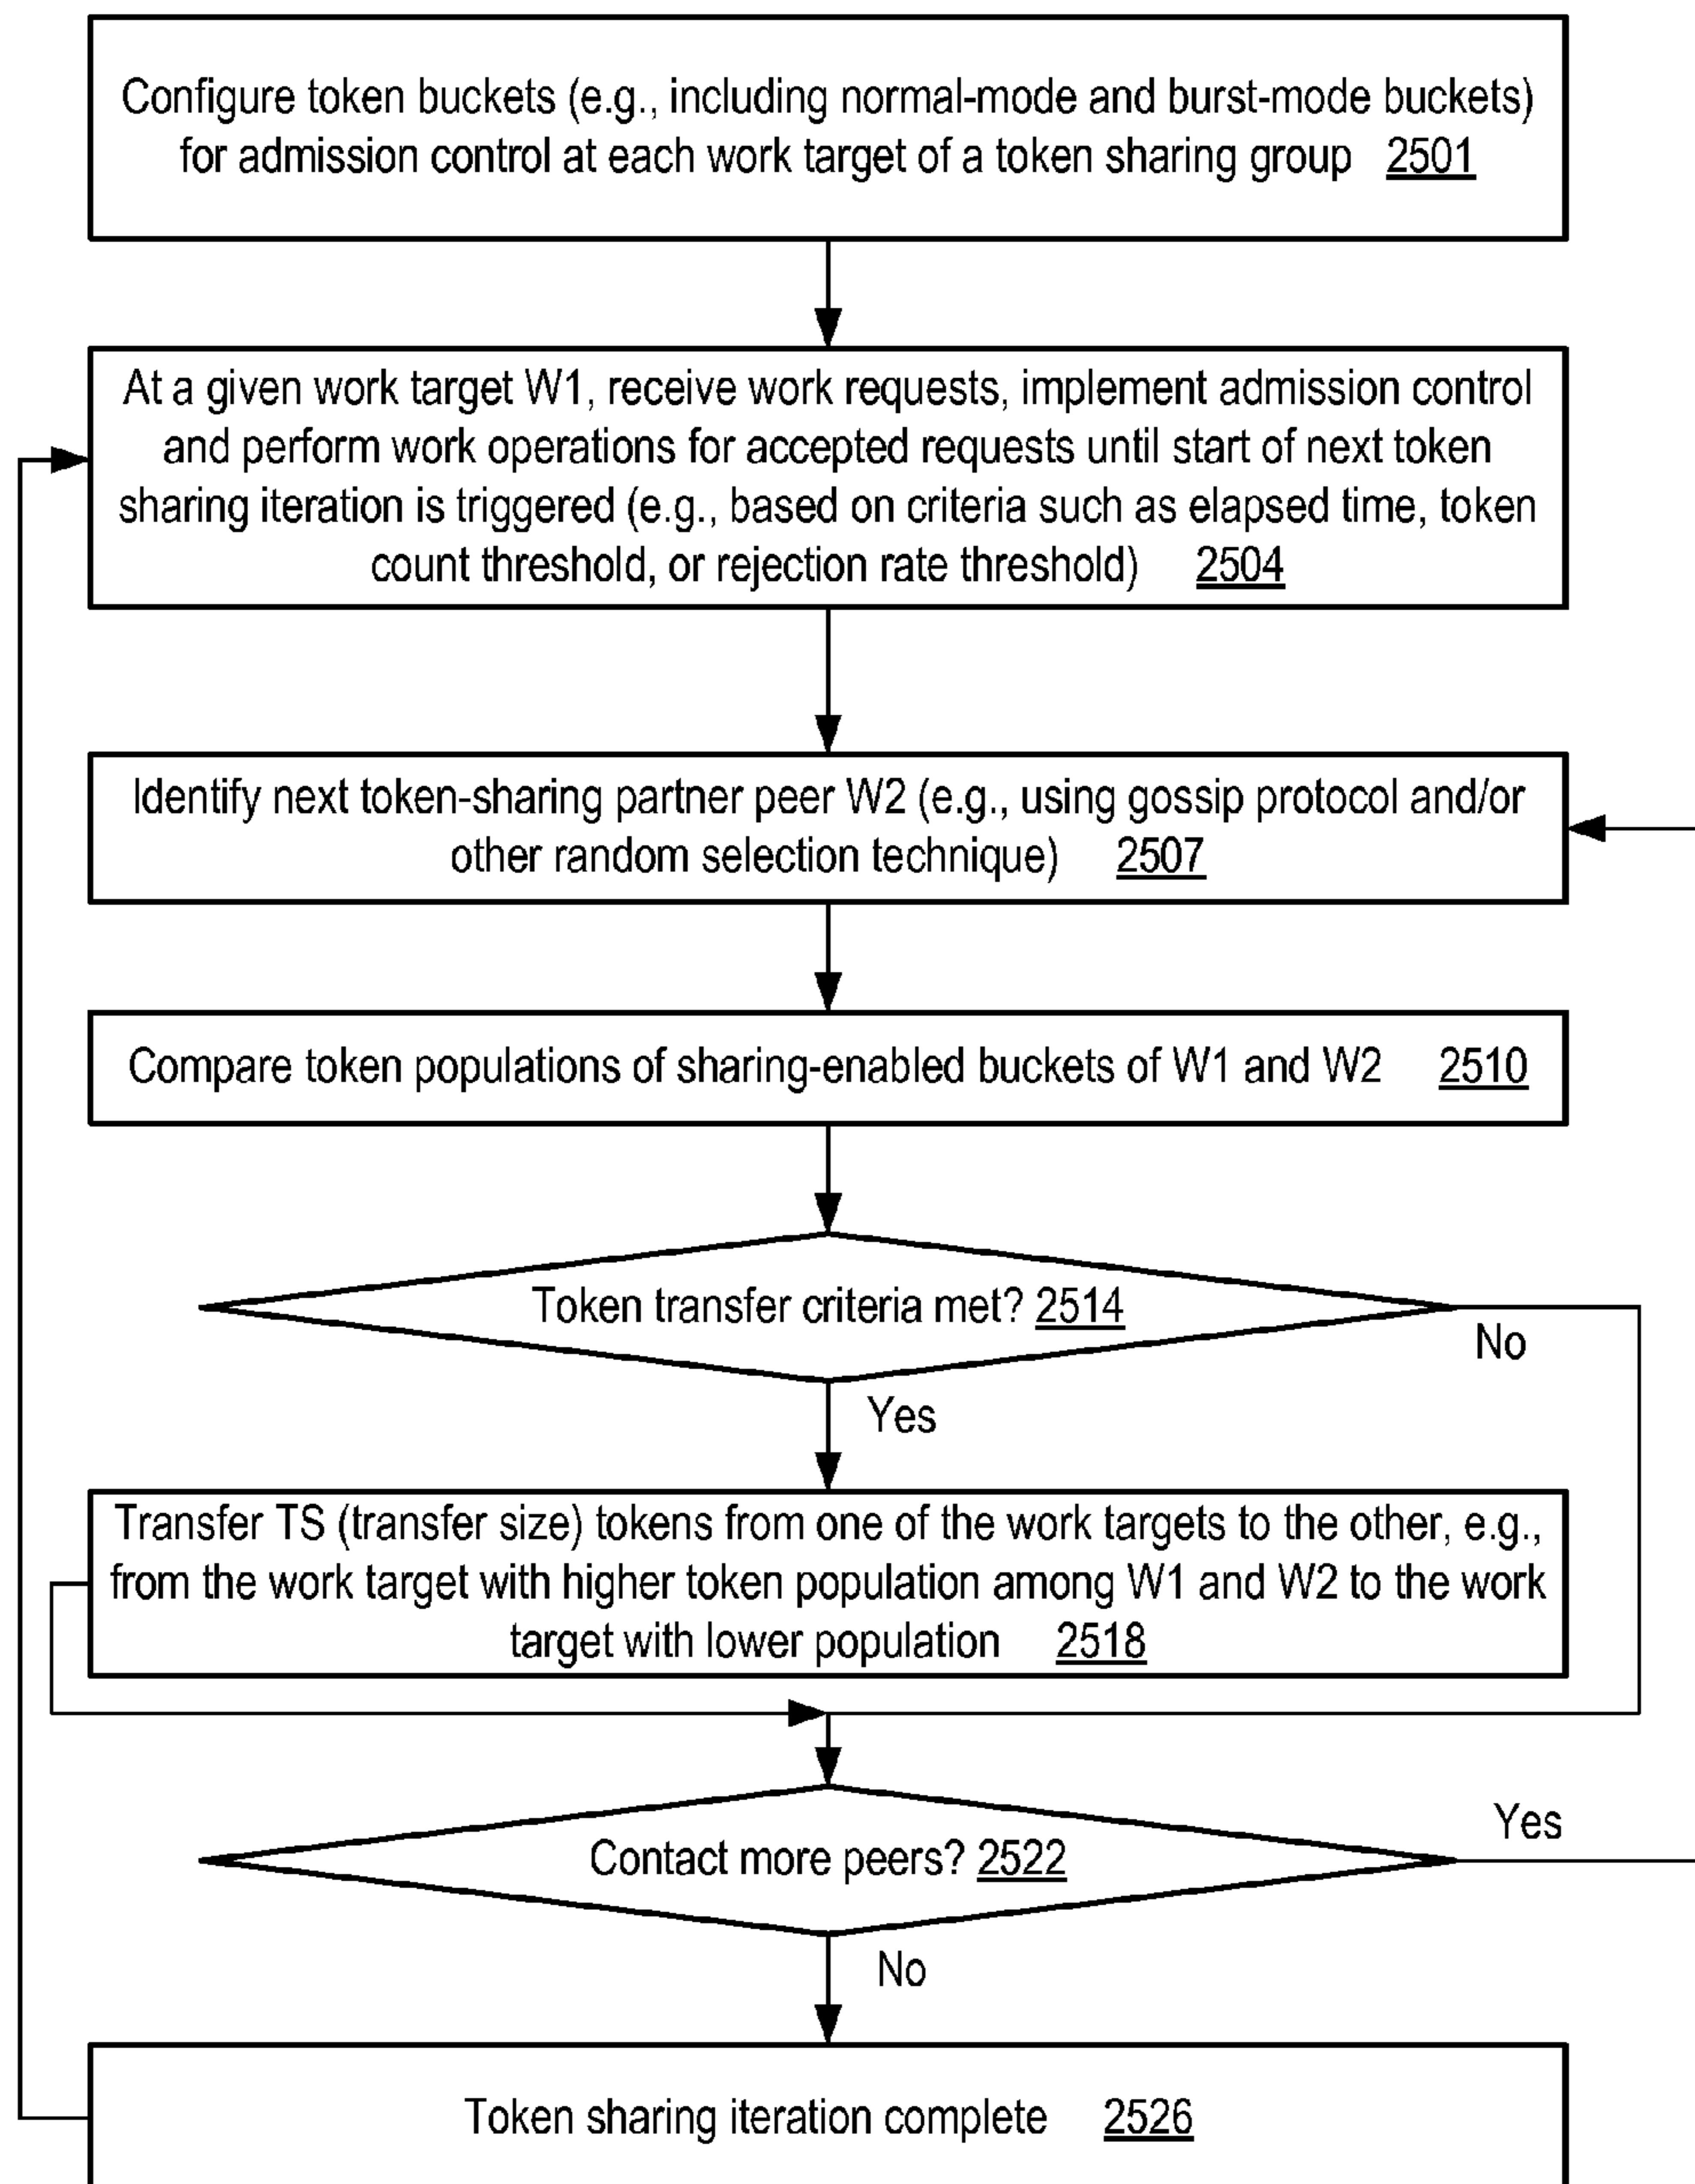 Configure token buckets (e.g., including normal-mode and burst-mode buckets)
for admission control at each work target of a token sharing group 2501
At a given work target W1, receive work requests, implement admission control
and perform work operations for accepted requests until start of next token
sharing iteration is triggered (e.g., based on criteria such as elapsed time, token
count threshold, or rejection rate threshold) 2504
Identify next token-sharing partner peer W2 (e.g., using gossip protocol and/or
other random selection technique) 2507
Compare token populations of sharing-enabled buckets of W1 and W2 2510
Token transfer criteria met? 2514
No
Yes
Transfer TS (transfer size) tokens from one of the work targets to the other, e.g.,
from the work target with higher token population among W1 and W2 to the work
target with lower population 2518
Yes
Contact more peers? 2522
No
Token sharing iteration complete 2526